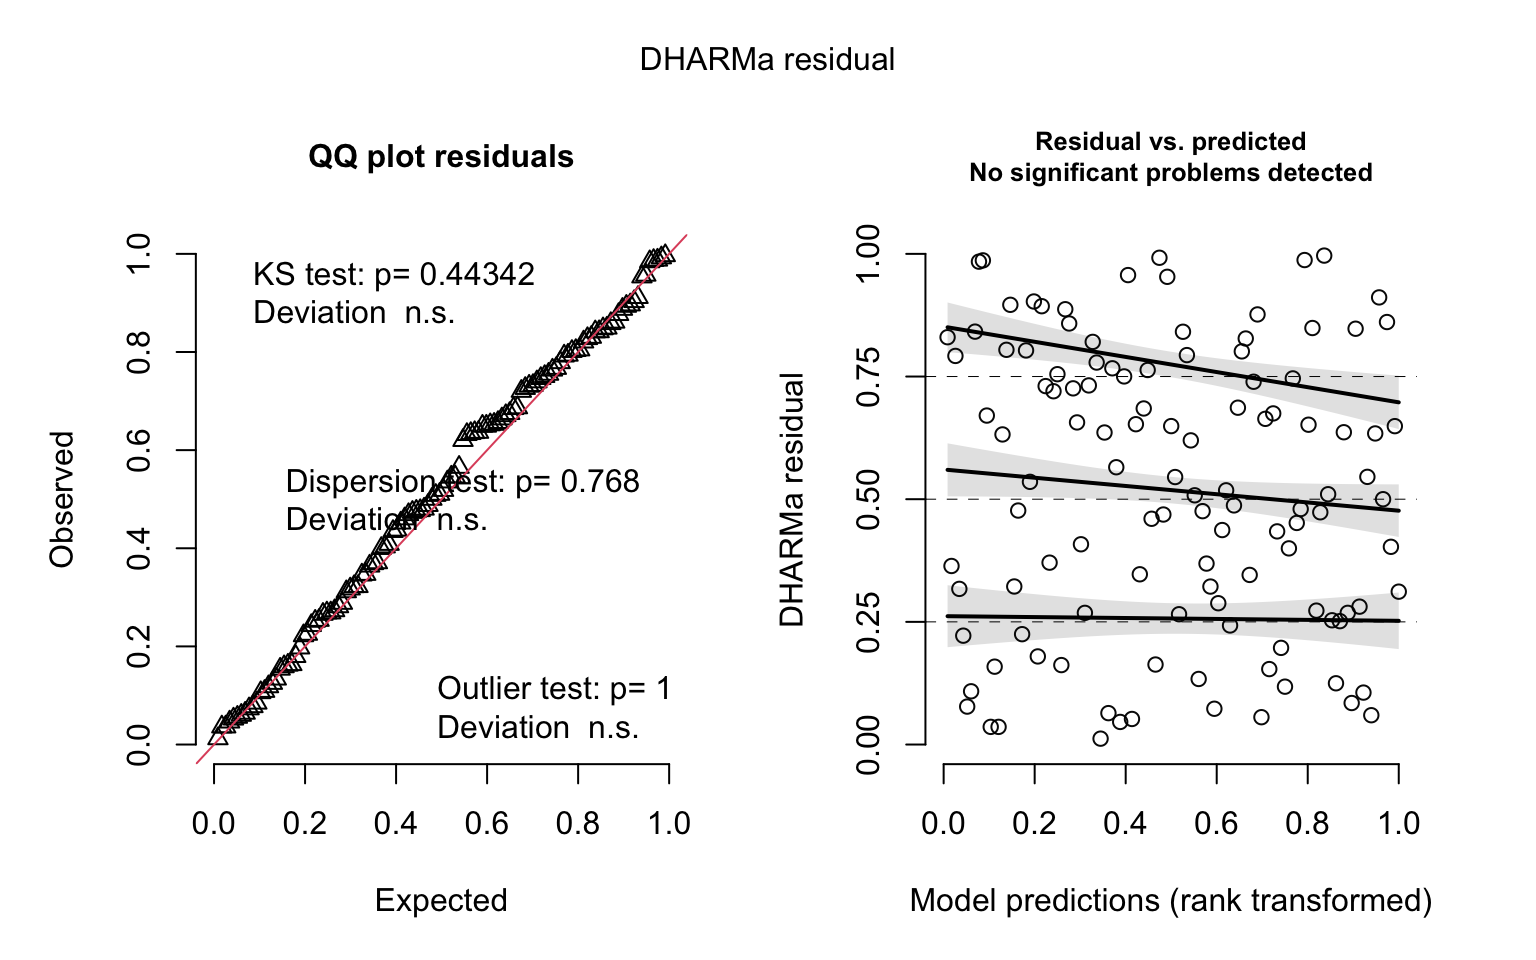 DHARMa residual
QQ plot residuals
KS test: p= 0.44342
Deviation  n.s.
Dispersion test: p= 0.768
Deviation  n.s.
Outlier test: p= 1
Deviation  n.s.
Observed
0.0 0.2 0.4 0.6 0.8 1.0
0.0 0.2 0.4 0.6 0.8 1.0
Expected
Residual vs. predicted
No significant problems detected
DHARMa residual
0.00 0.25 0.50 0.75 1.00
0.0 0.2 0.4 0.6 0.8 1.0
Model predictions (rank transformed)